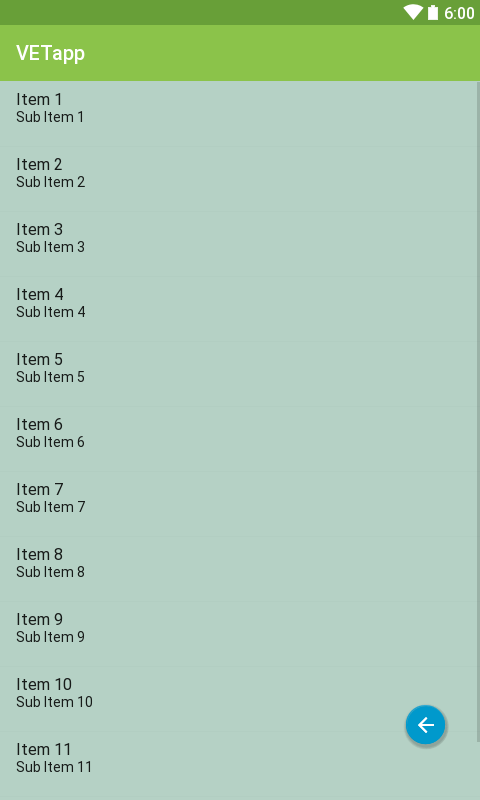 6:00
VETapp
Item 1
Sub Item 1
Item 2
Sub Item 2
Item 3
Sub Item 3
Item 4
Sub Item 4
Item 5
Sub Item 5
Item 6
Sub Item 6
Item 7
Sub Item 7
Item 8
Sub Item 8
Item 9
Sub Item 9
Item 10
Sub Item 10
Item 11
Sub Item 11